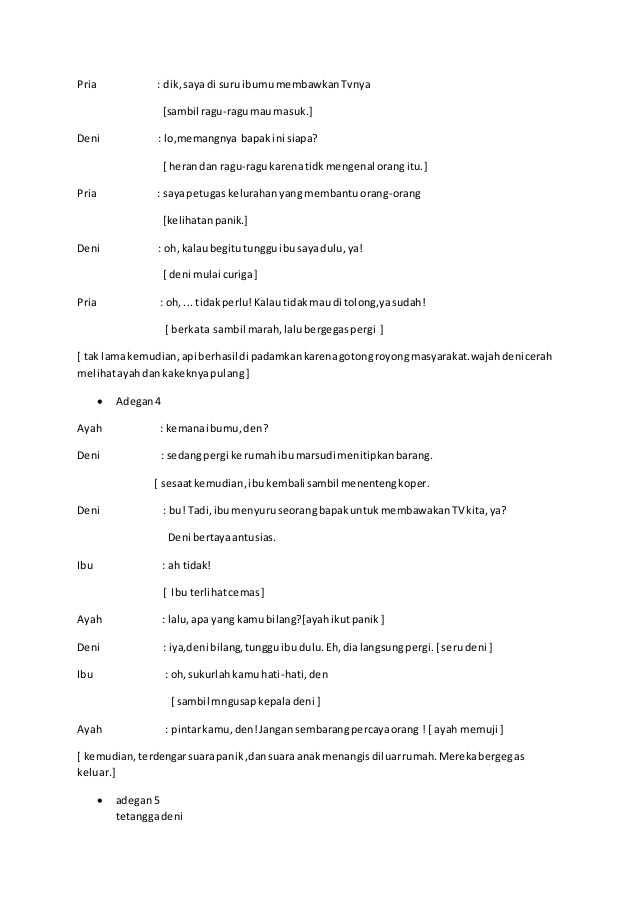 Pria : dik, saya di suru ibumu membawkan Tvnya
[sambil ragu-ragu mau masuk.]
Deni : lo,memangnya bapak ini siapa?
[ heran dan ragu-ragu karena tidk mengenal orang itu.]
Pria : saya petugas kelurahan yang membantu orang-orang
[kelihatan panik.]
Deni : oh, kalau begitu tunggu ibu saya dulu, ya!
[ deni mulai curiga]
Pria : oh, ... tidak perlu! Kalau tidak mau di tolong,ya sudah!
[ berkata sambil marah, lalu bergegas pergi ]
[ tak lama kemudian, api berhasil di padamkan karena gotong royong masyarakat.wajah deni cerah
melihat ayah dan kakeknya pulang]
• Adegan 4
Ayah : kemana ibumu, den?
Deni : sedang pergi ke rumah ibu marsudi menitipkan barang.
[ sesaat kemudian, ibu kembali sambil menenteng koper.
Deni : bu! Tadi, ibu menyuru seorang bapak untuk membawakan TV kita, ya?
Deni bertaya antusias.
Ibu : ah tidak!
[ Ibu terlihat cemas]
Ayah : lalu, apa yang kamu bilang?[ayah ikut panik ]
Deni : iya,deni bilang, tunggu ibu dulu. Eh, dia langsung pergi. [ seru deni ]
Ibu : oh, sukurlah kamu hati-hati, den
[ sambil mngusap kepala deni ]
Ayah : pintar kamu, den!Jangan sembarang percaya orang ! [ ayah memuji ]
[ kemudian, terdengar suara panik ,dan suara anak menangis diluar rumah. Mereka bergegas
keluar.]
• adegan 5
tetangga deni